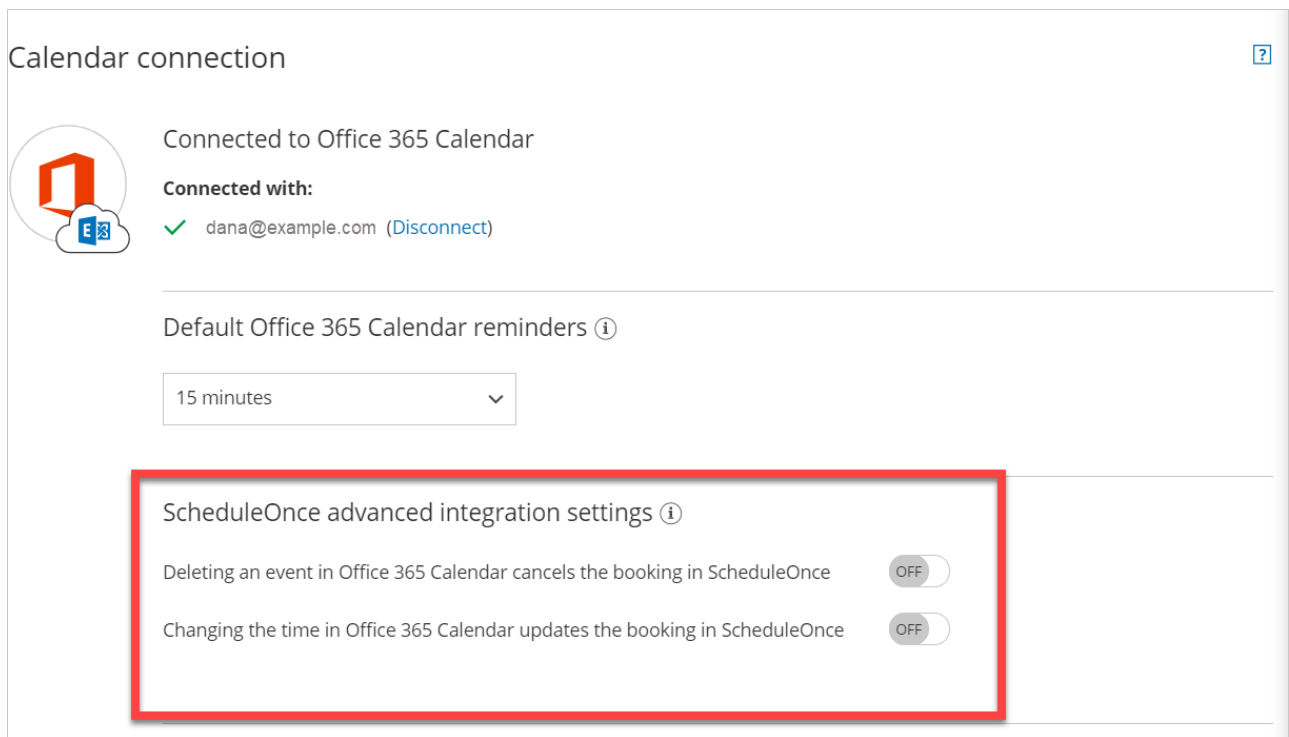 Calendar connection
?
Connected to Office 365 Calendar
Connected with:
dana@example.com (Disconnect)
E
Default Office 365 Calendar reminders i
15 minutes
ScheduleOnce advanced integration settings i
Deleting an event in Office 365 Calendar cancels the booking in ScheduleOnce OFF
Changing the time in Office 365 Calendar updates the booking in ScheduleOnce OFF